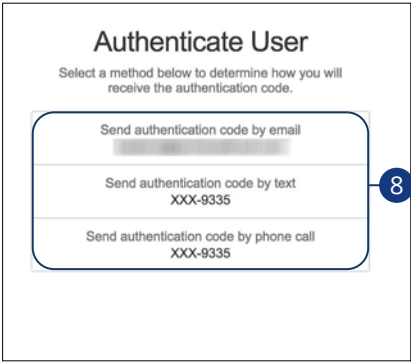 Authenticate User
Select a method below to determine how you will
receive the authentication code.
Send authentication code by email
Send authentication code by text
XXX-9335
8
Send authentication code by phone call
XXX-9335